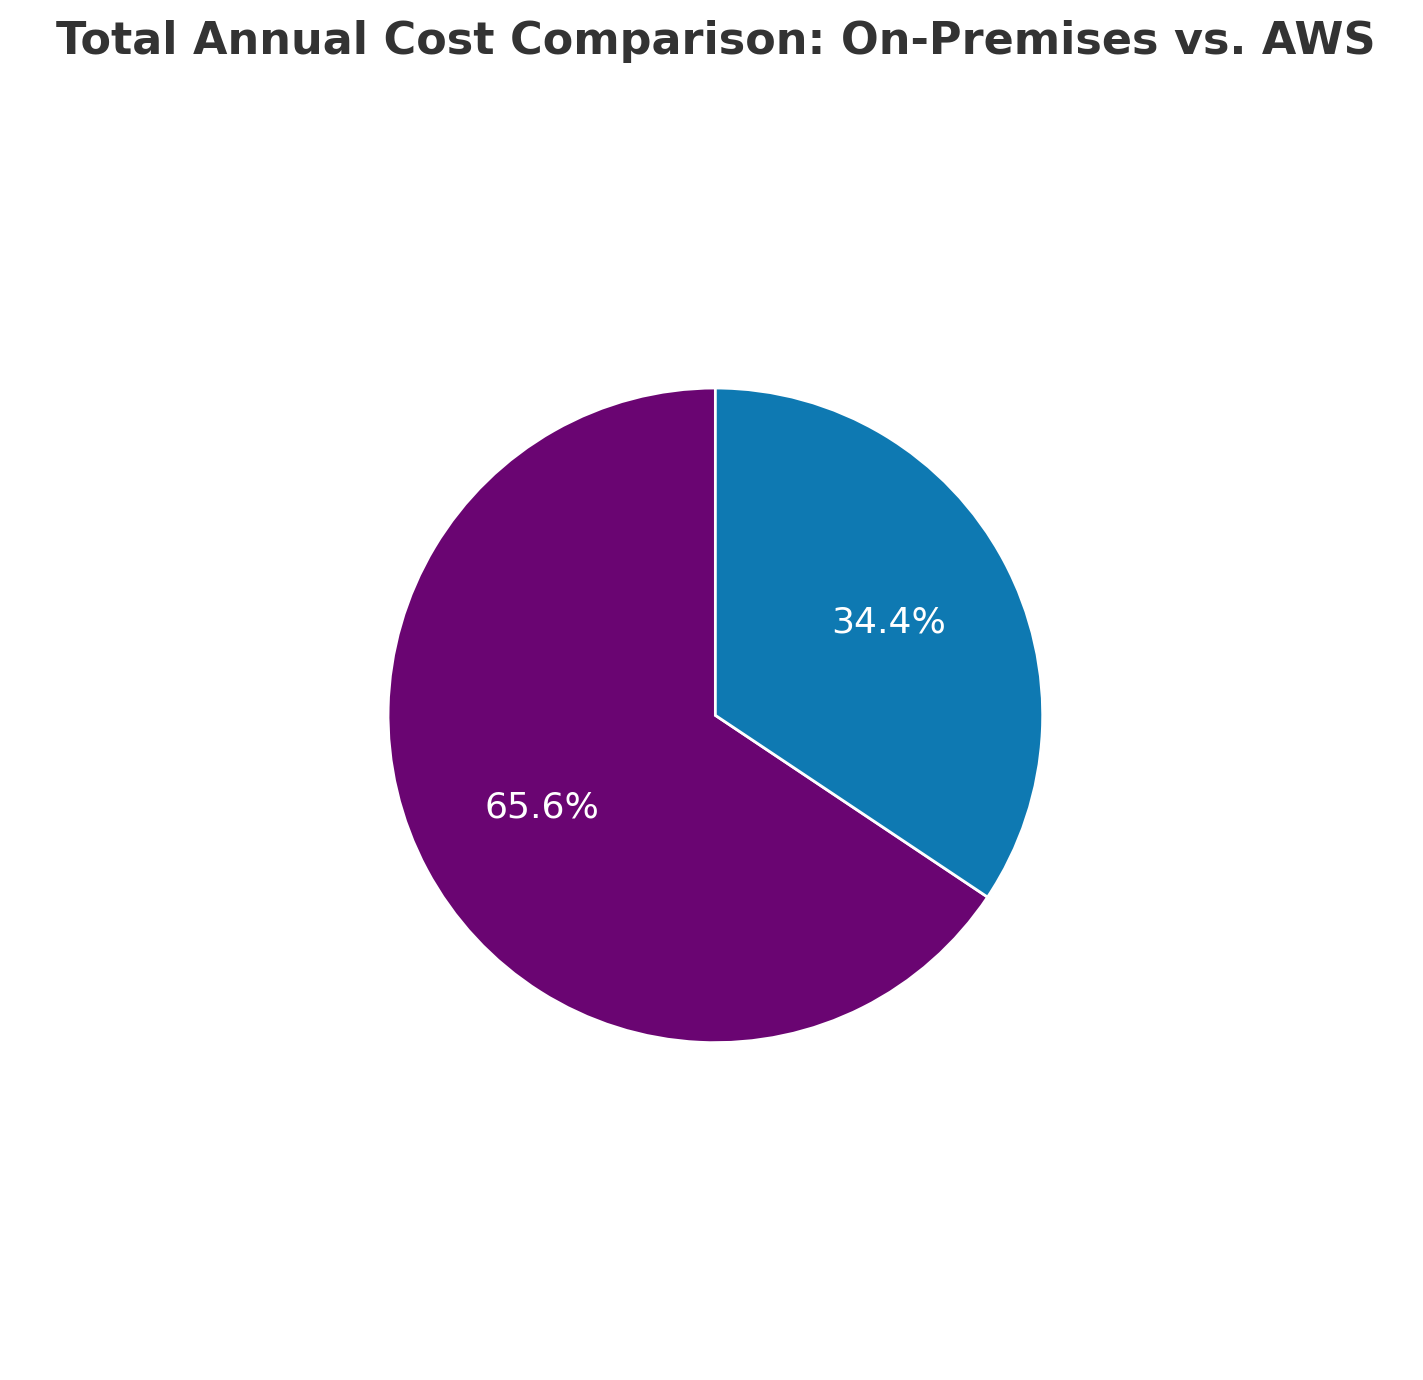 Total Annual Cost Comparison: On-Premises vs. AWS
34.4%
65.6%